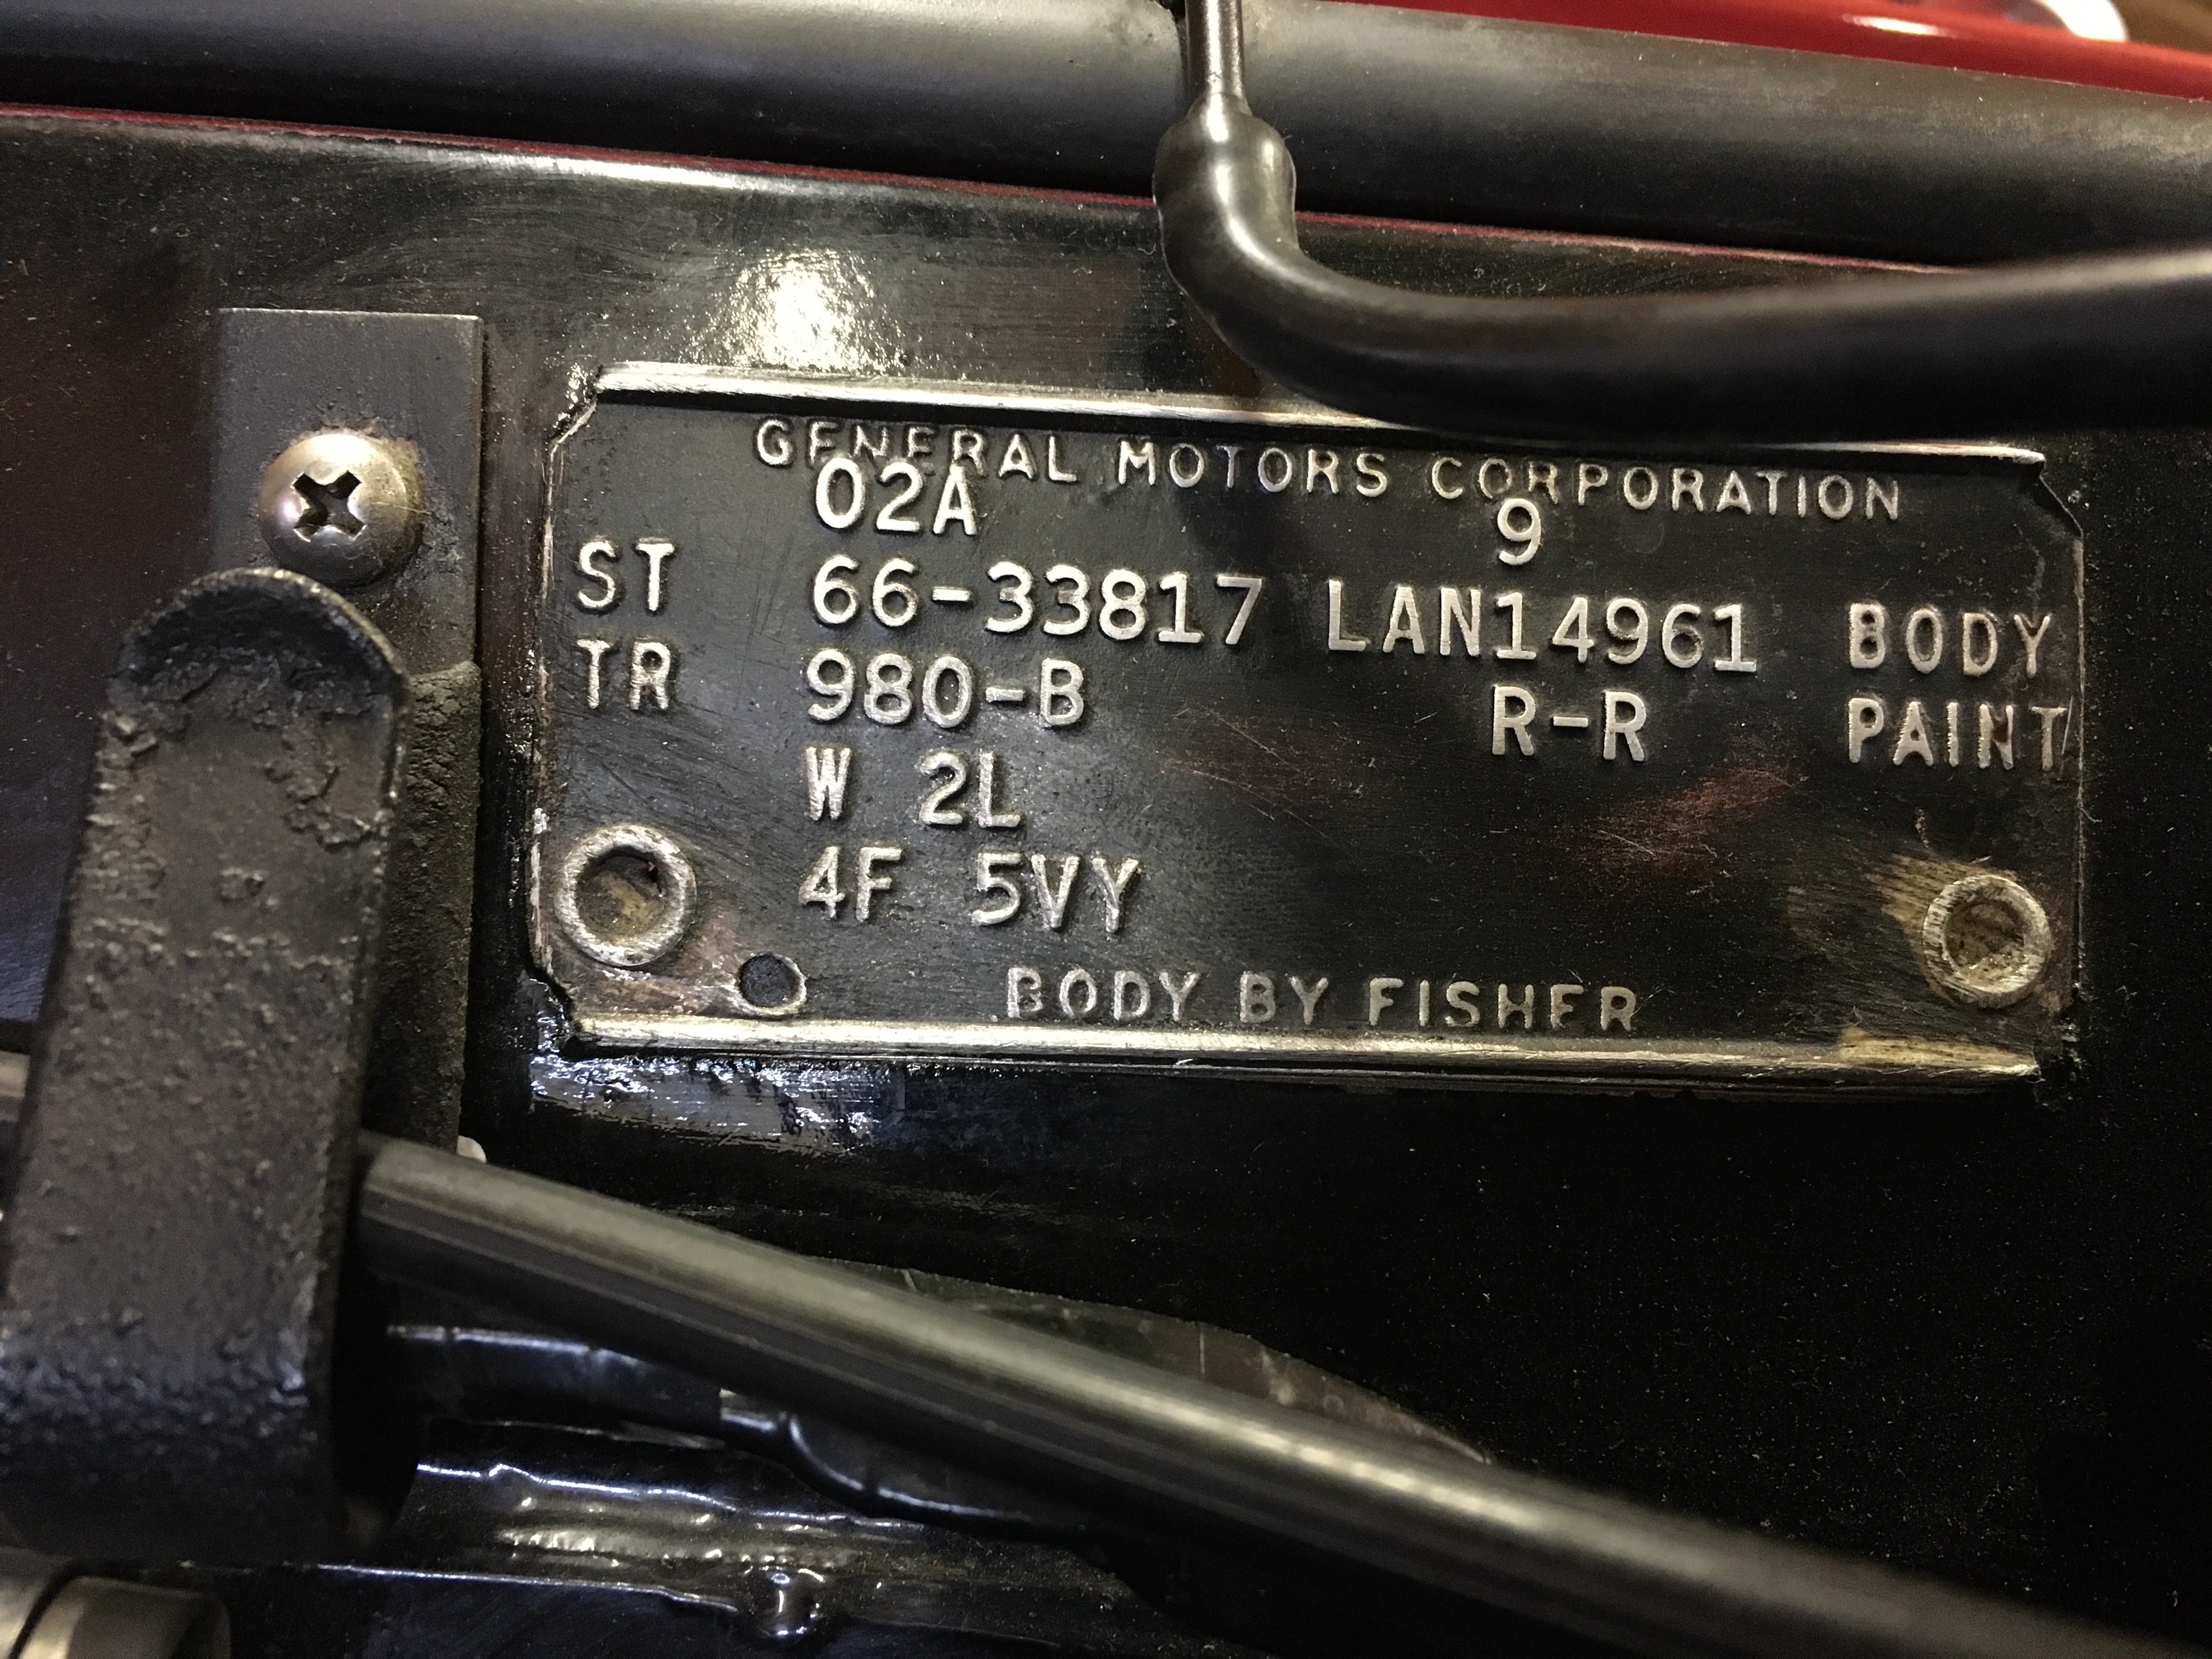 GENERAL MOTORS CORPORATION
02A 9
ST 66-33817 LAN14961 BODY
TR 980-B R-R PAINT
W 2L
4F 5VY
BODY BY FISHER